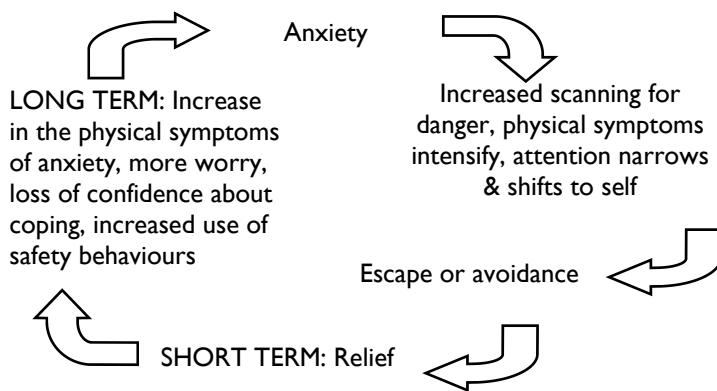 Anxiety
Increased scanning for
danger, physical symptoms
intensify, attention narrows
& shifts to self
Escape or avoidance
SHORT TERM: Relief
LONG TERM: Increase
in the physical symptoms
of anxiety, more worry,
loss of confidence about
coping, increased use of
safety behaviours